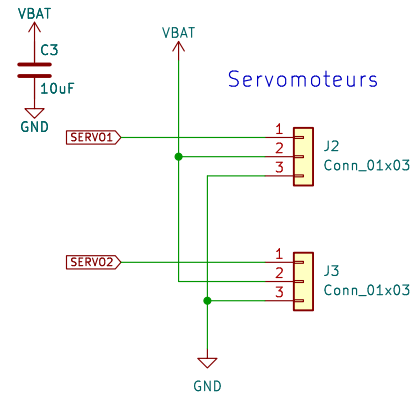 VBAT
C3
10uF
GND
VBAT
Servomoteurs
SERVO1
1
2
3
J2
Conn_01x03
SERVO2
1
2
3
J3
Conn_01x03
GND